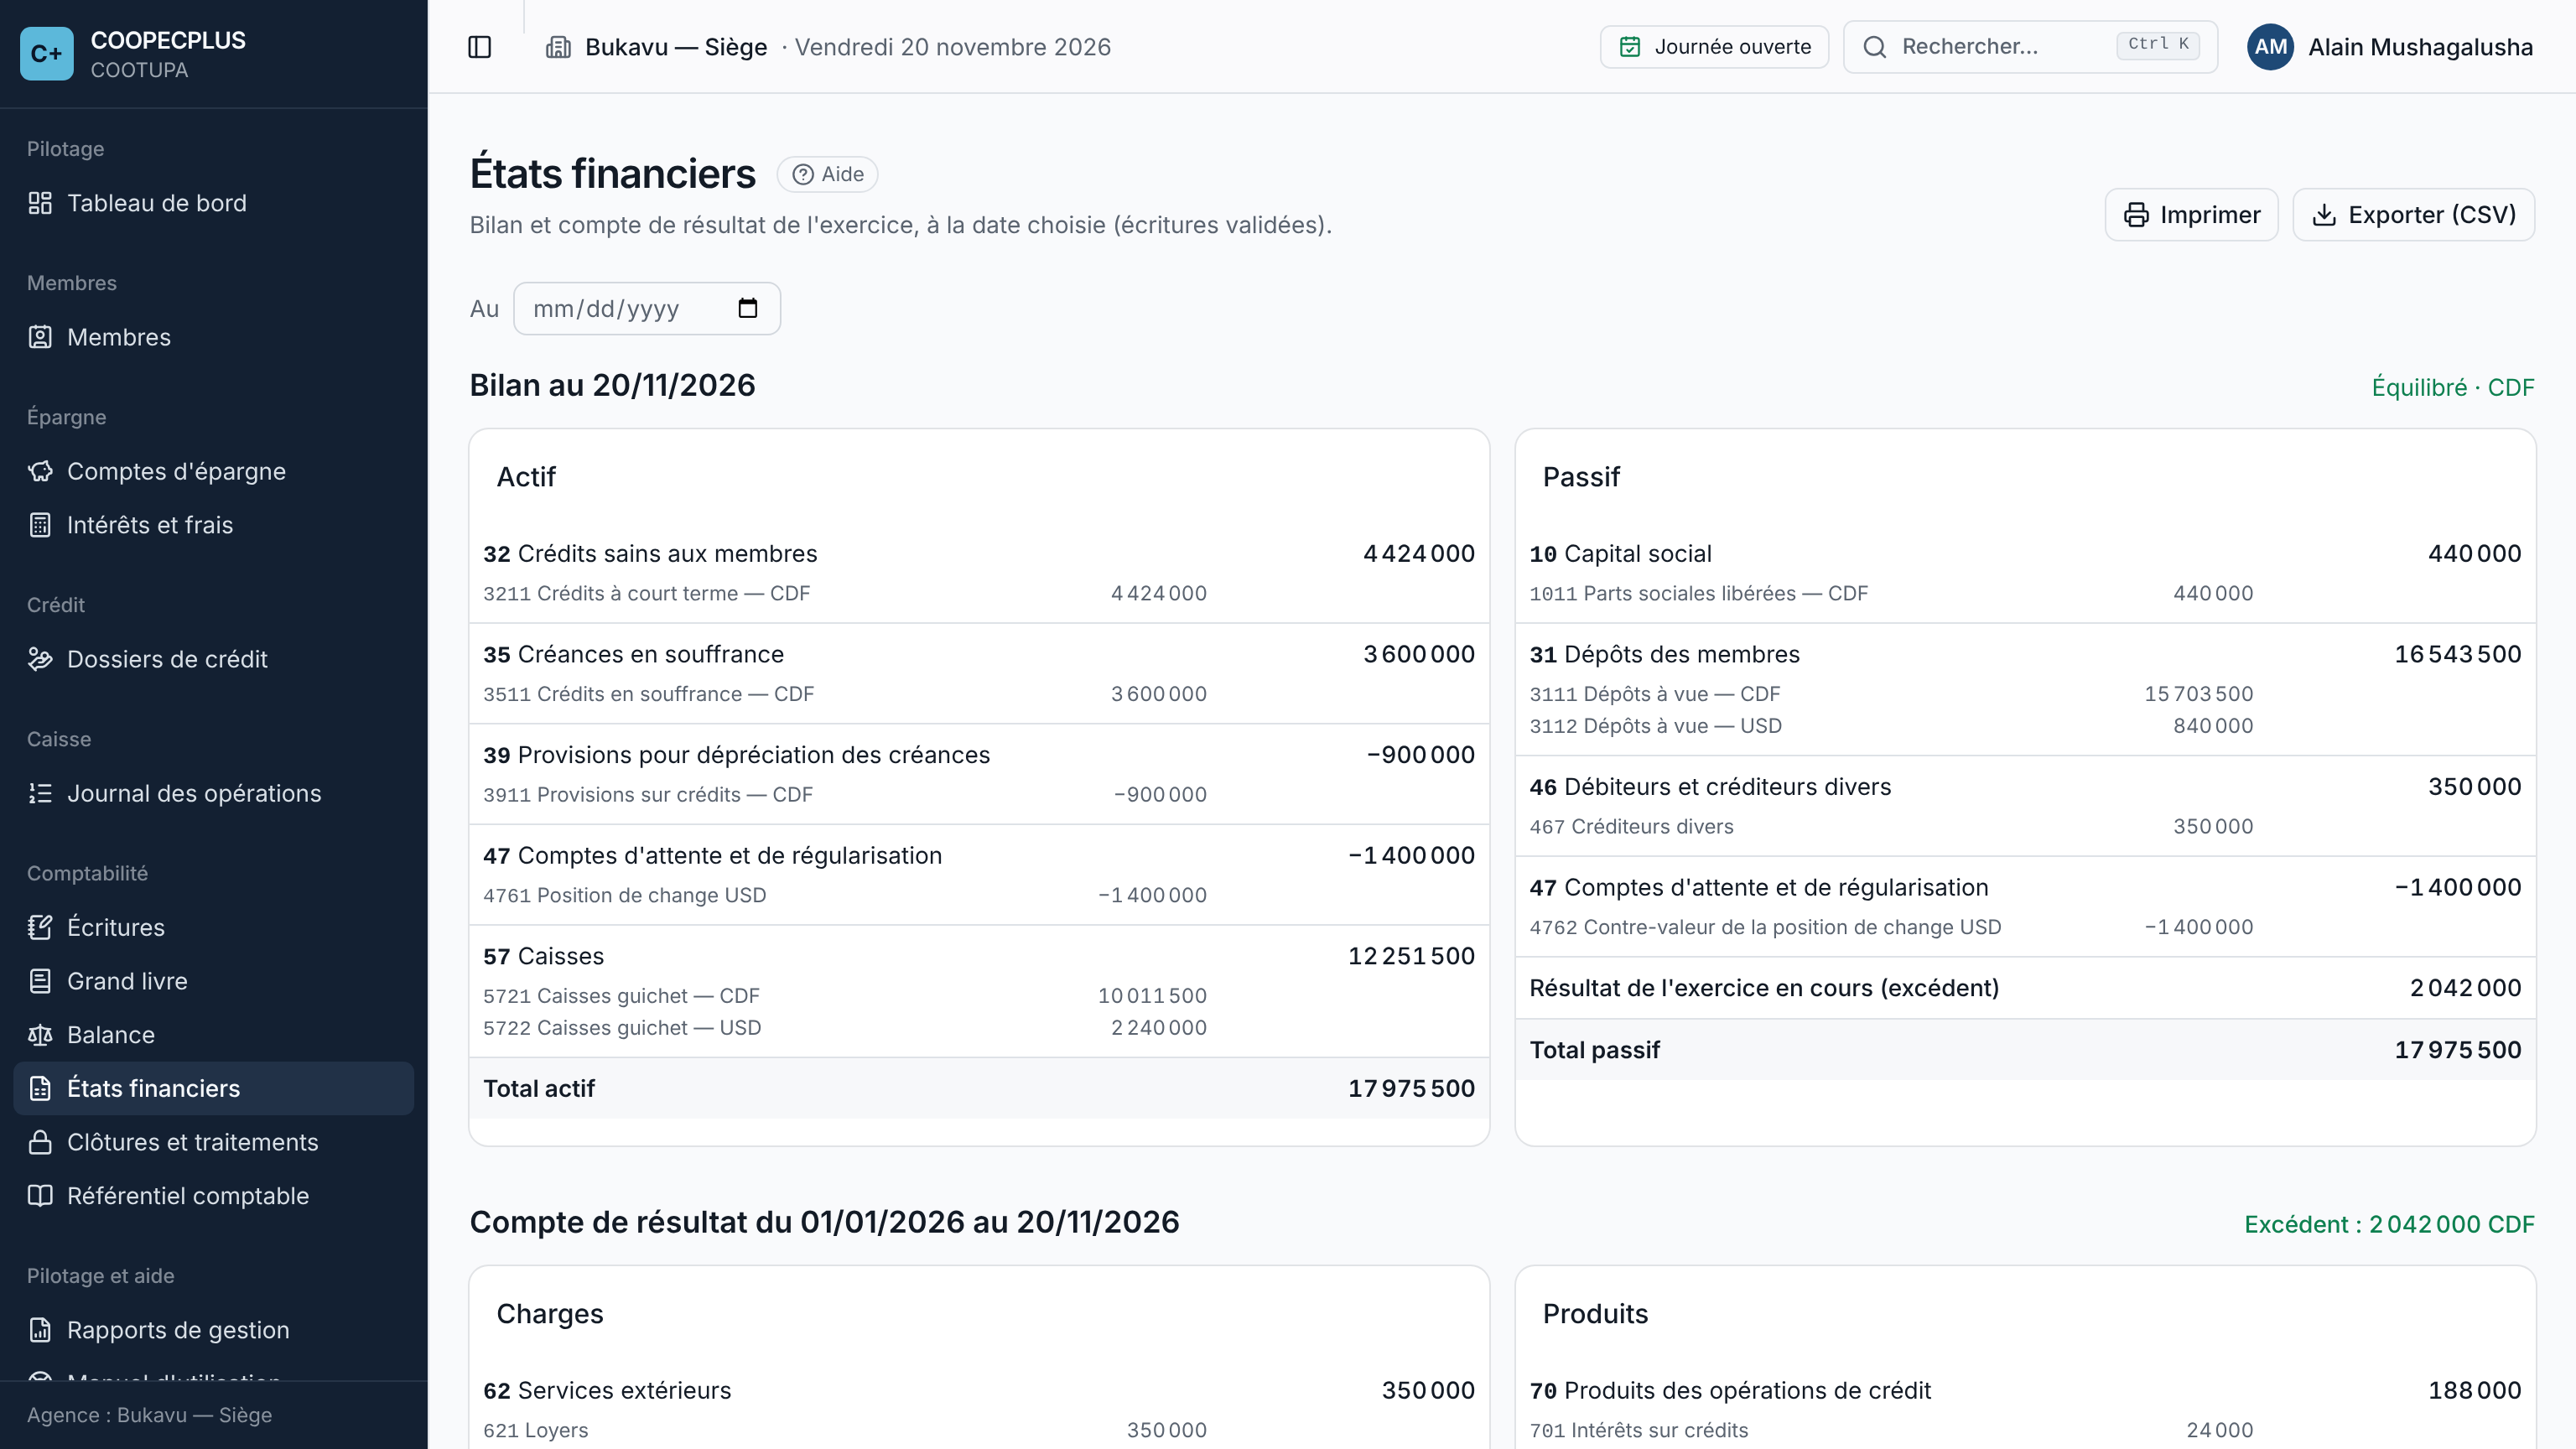 C+
COOPECPLUS
COOTUPA
Pilotage
Tableau de bord
Membres
Membres
Épargne
Comptes d'épargne
Intérêts et frais
Crédit
Dossiers de crédit
Caisse
Journal des opérations
Comptabilité
Écritures
Grand livre
Balance
États financiers
Clôtures et traitements
Référentiel comptable
Pilotage et aide
Rapports de gestion
Manuel d'utilisation
Agence : Bukavu — Siège
Bukavu — Siège · Vendredi 20 novembre 2026
Journée ouverte
Rechercher... Ctrl K
AM Alain Mushagalusha
États financiers Aide
Bilan et compte de résultat de l'exercice, à la date choisie (écritures validées).
Imprimer
Exporter (CSV)
Au mm/dd/yyyy
Bilan au 20/11/2026
Équilibré · CDF
Actif
32 Crédits sains aux membres 4 424 000
3211 Crédits à court terme — CDF 4 424 000
35 Créances en souffrance 3 600 000
3511 Crédits en souffrance — CDF 3 600 000
39 Provisions pour dépréciation des créances −900 000
3911 Provisions sur crédits — CDF −900 000
47 Comptes d'attente et de régularisation −1 400 000
4761 Position de change USD −1 400 000
57 Caisses 12 251 500
5721 Caisses guichet — CDF 10 011 500
5722 Caisses guichet — USD 2 240 000
Total actif 17 975 500
Passif
10 Capital social 440 000
1011 Parts sociales libérées — CDF 440 000
31 Dépôts des membres 16 543 500
3111 Dépôts à vue — CDF 15 703 500
3112 Dépôts à vue — USD 840 000
46 Débiteurs et créditeurs divers 350 000
467 Créditeurs divers 350 000
47 Comptes d'attente et de régularisation −1 400 000
4762 Contre-valeur de la position de change USD −1 400 000
Résultat de l'exercice en cours (excédent) 2 042 000
Total passif 17 975 500
Compte de résultat du 01/01/2026 au 20/11/2026
Excédent : 2 042 000 CDF
Charges
62 Services extérieurs 350 000
621 Loyers 350 000
Produits
70 Produits des opérations de crédit 188 000
701 Intérêts sur crédits 24 000